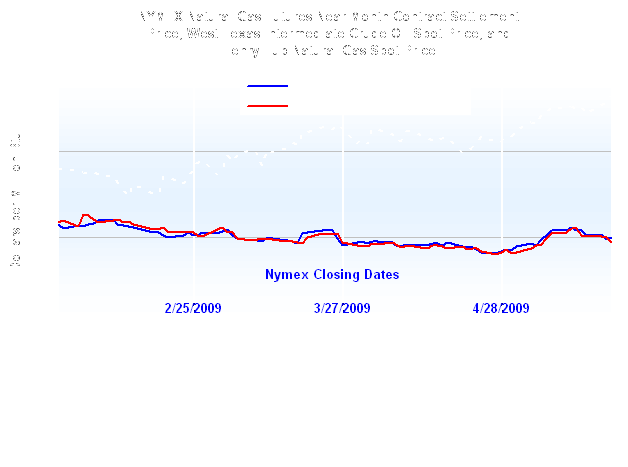 NYMEX Natural Gas Futures Near Month Contract Settlement
Price, West Texas Intermediate Crude Oil Spot Price, and
Henry Hub Natural Gas Spot Price
Nymex Closing Dates
2/25/2009
3/27/2009
4/28/2009